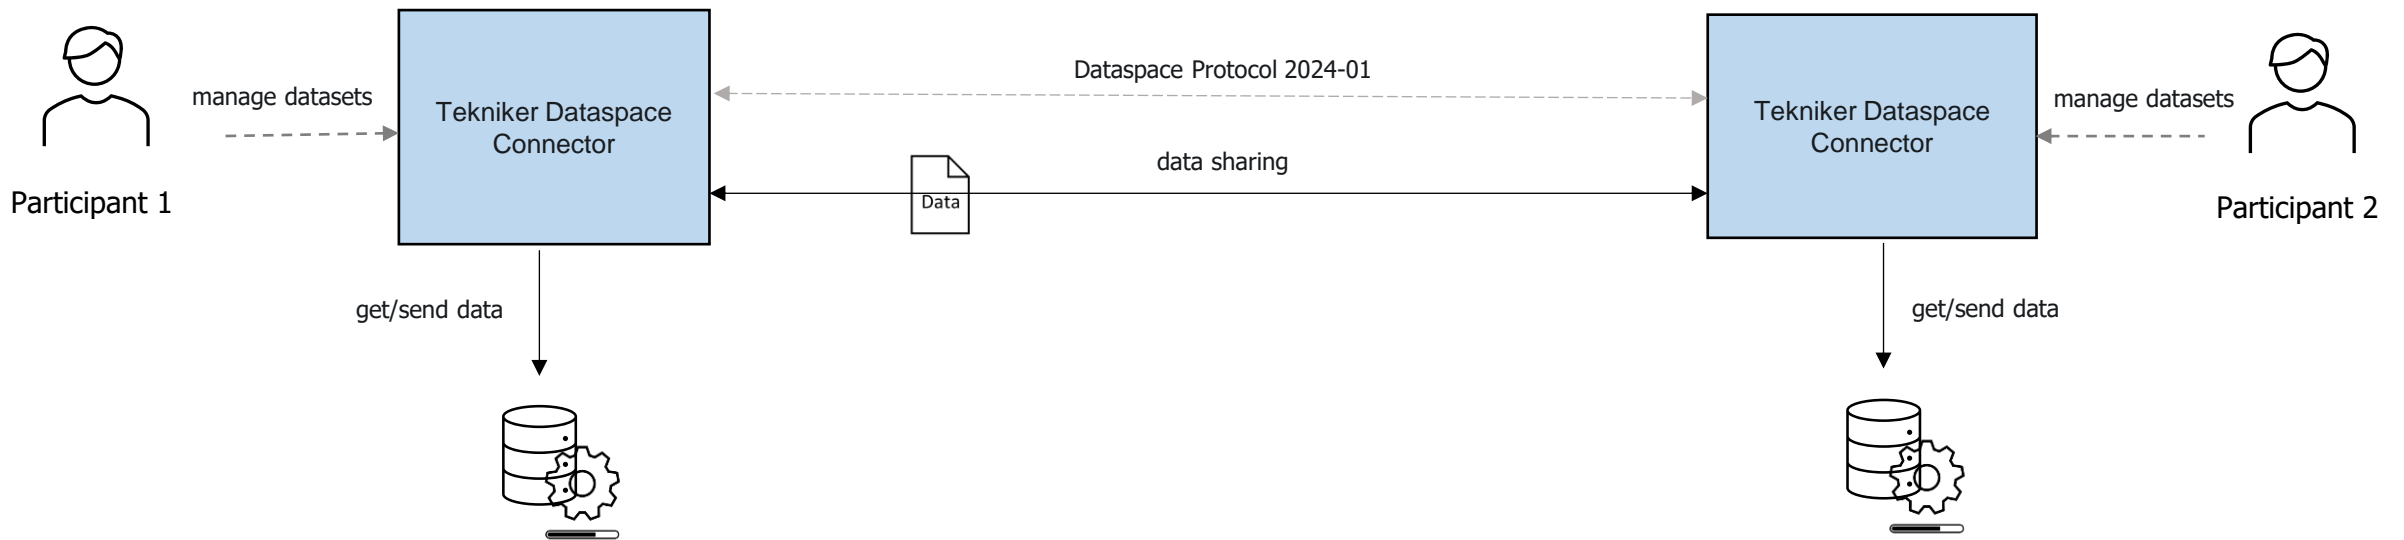 Dataspace Protocol 2024-01
manage datasets
Tekniker Dataspace
Connector
Tekniker Dataspace
Connector
manage datasets
data sharing
Data
Participant 1
Participant 2
get/send data
get/send data